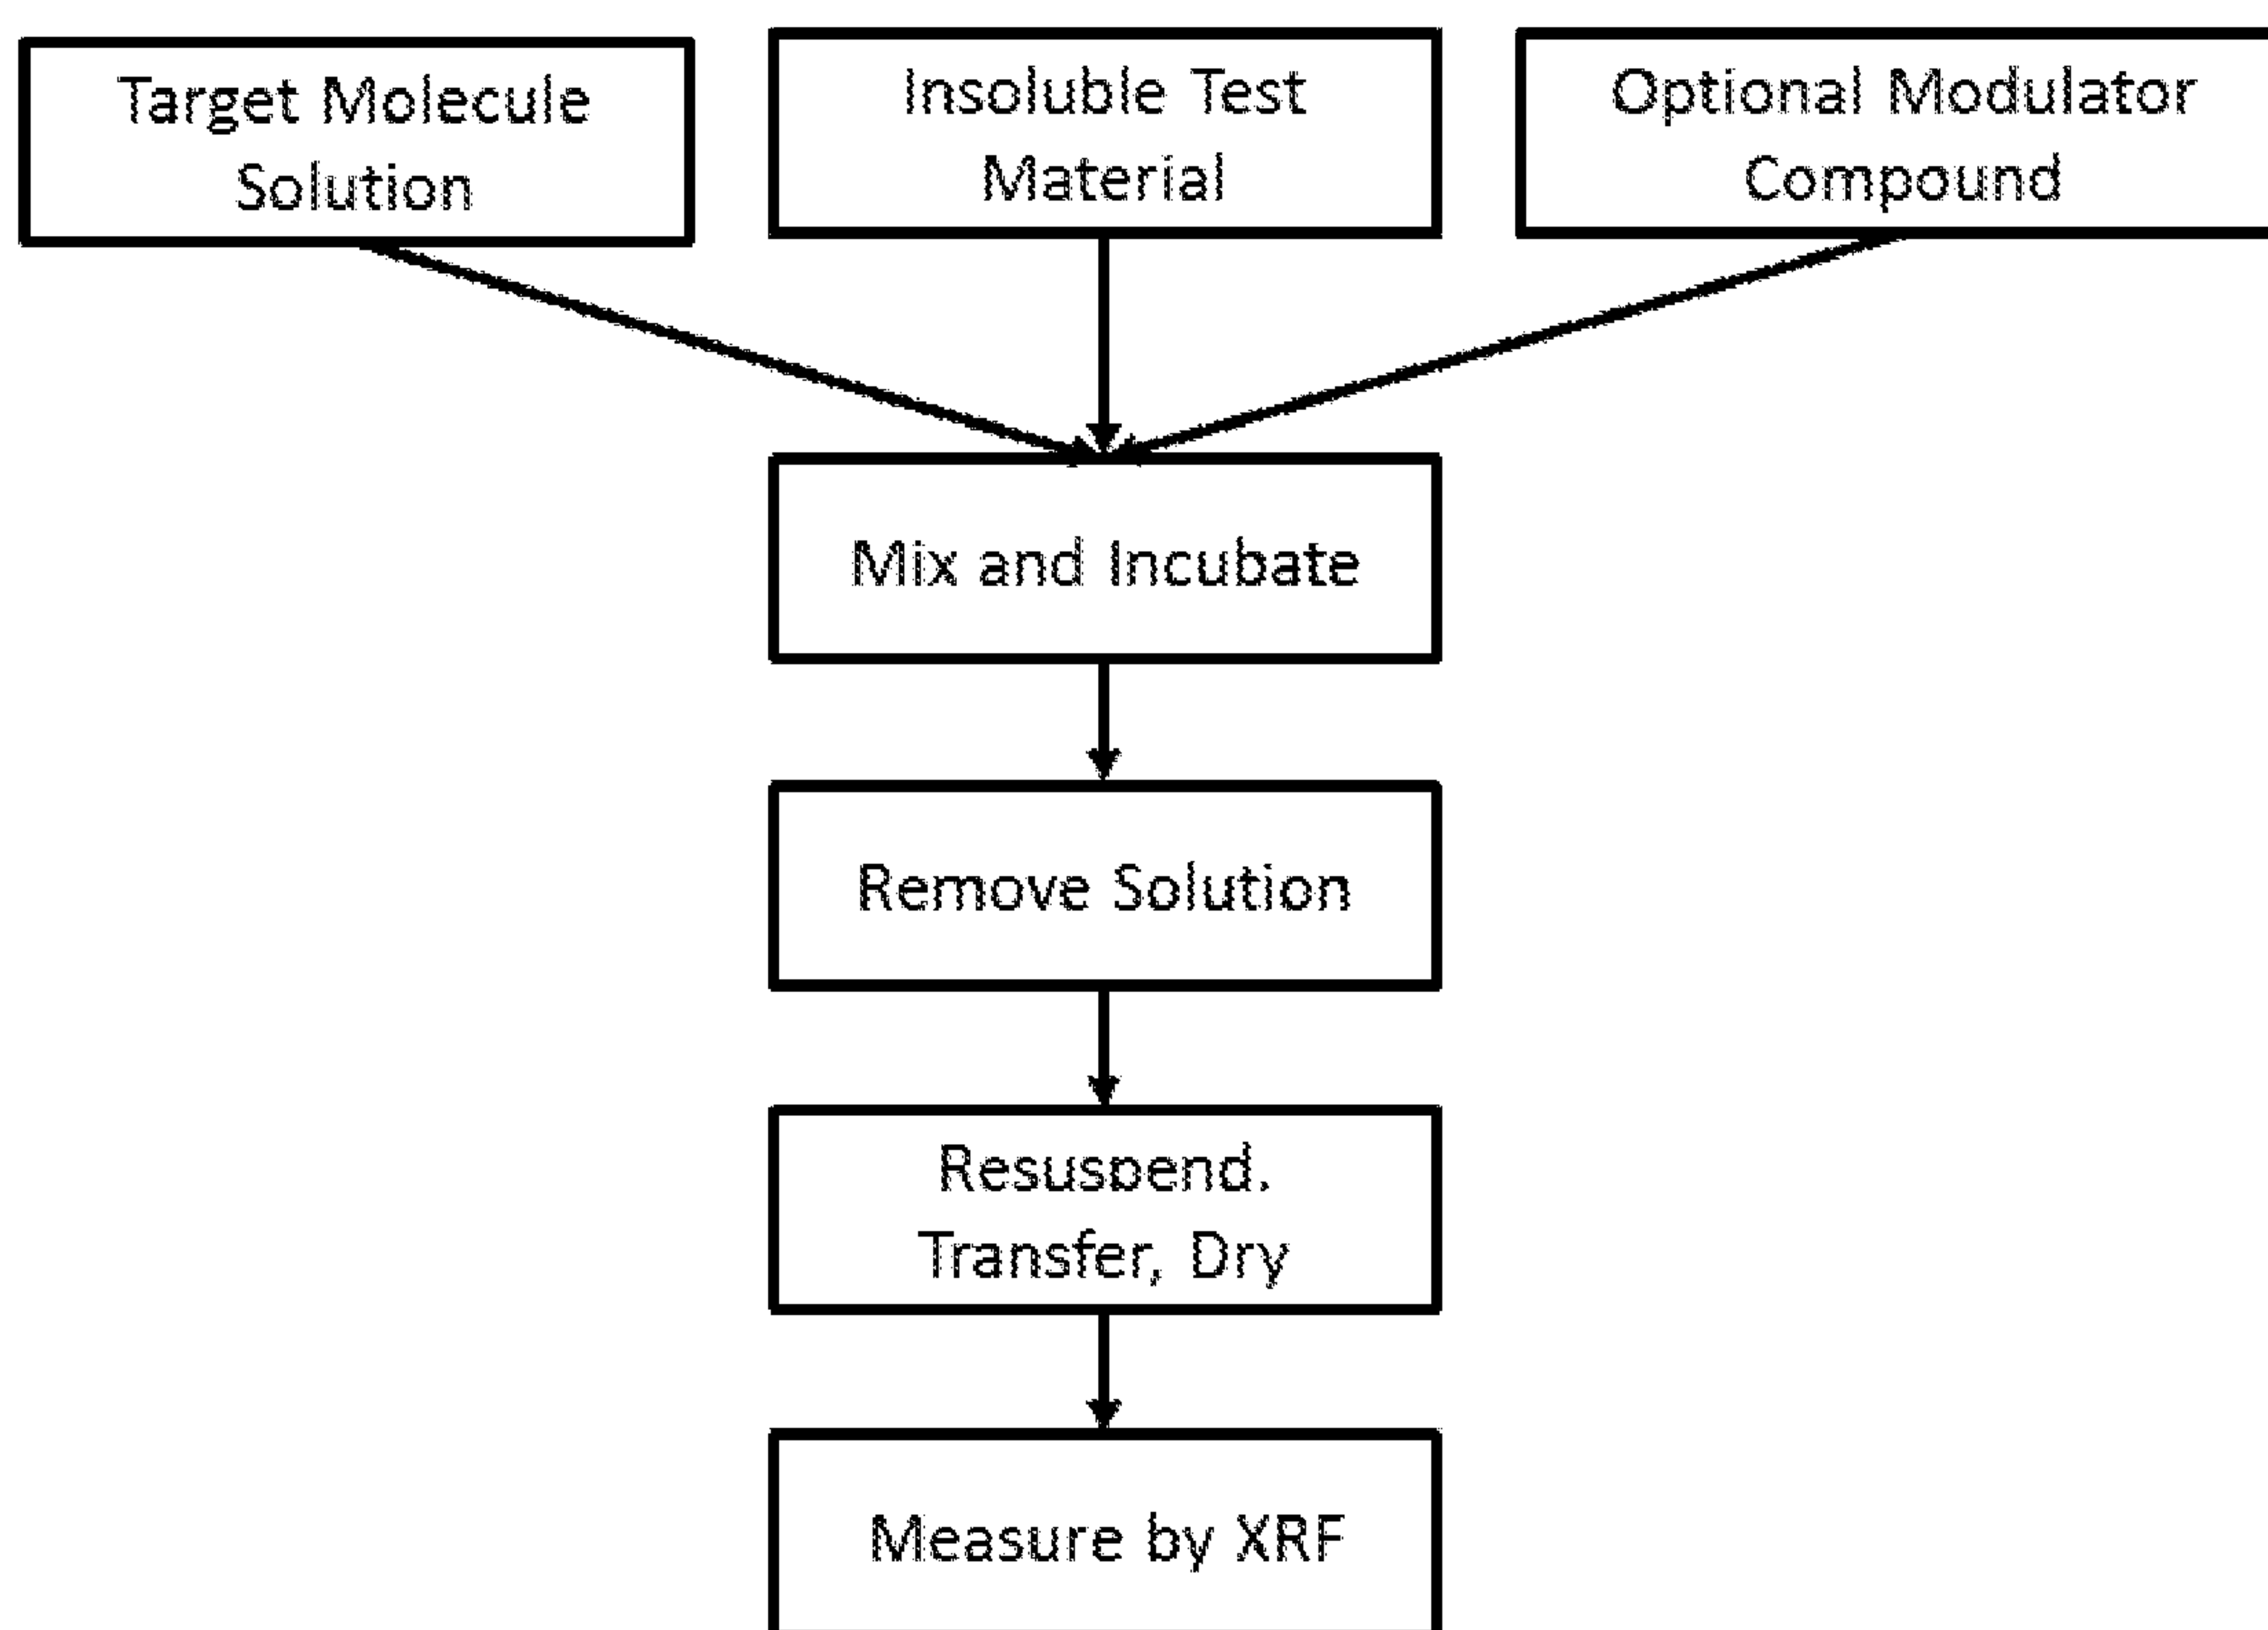 Target Molecule
Solution
Insoluble Test
Material
Optional Modulator
Compound
Mix and Incubate
Remove Solution
Resuspend.
Transfer, Dry
Measure by XRF